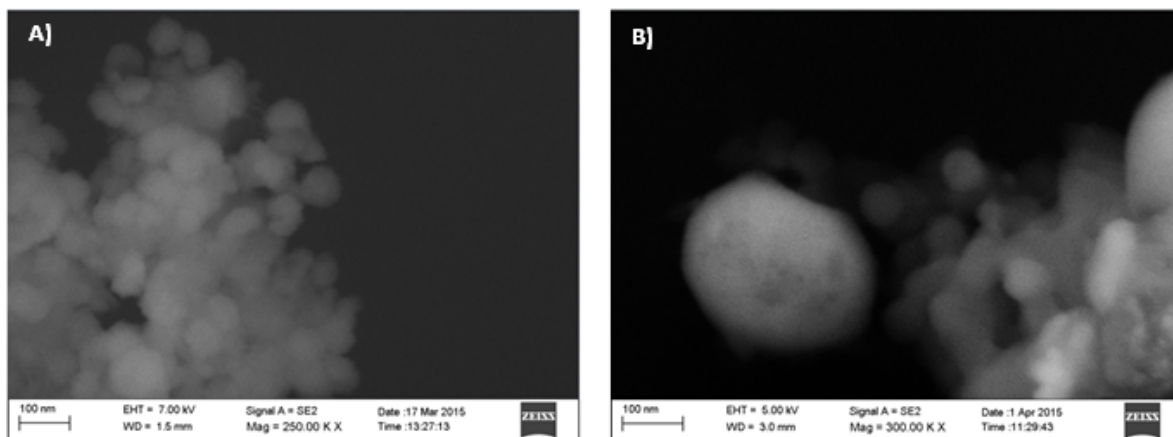 A)
100 nm
EHT = 7.00 kV
WD = 1.5 mm
Signal A = SE2
Mag = 250.00 K X
Date :17 Mar 2015
Time :13:27:13
ZEISS
B)
100 nm
EHT = 5.00 kV
WD = 3.0 mm
Signal A = SE2
Mag = 300.00 K X
Date :1 Apr 2015
Time :11:29:43
ZEISS